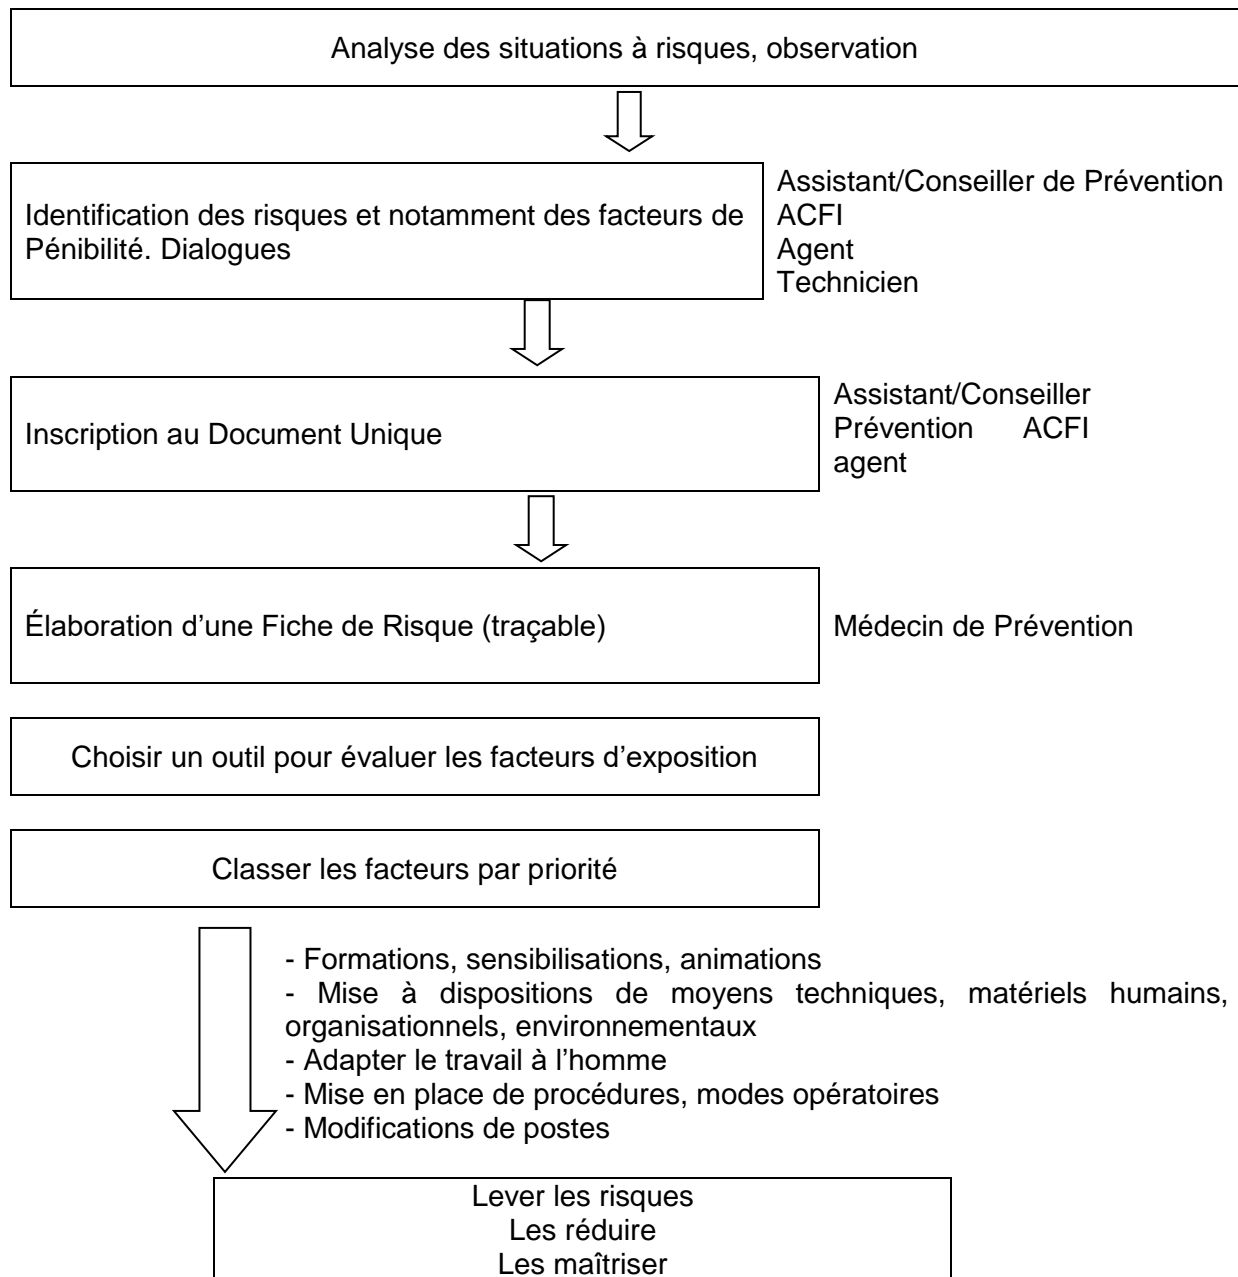 Analyse des situations à risques, observation
Identification des risques et notamment des facteurs de
Pénibilité. Dialogues
Assistant/Conseiller de Prévention
ACFI
Agent
Technicien
Inscription au Document Unique
Assistant/Conseiller
Prévention ACFI
agent
Élaboration d’une Fiche de Risque (traçable)
Médecin de Prévention
Choisir un outil pour évaluer les facteurs d’exposition
Classer les facteurs par priorité
- Formations, sensibilisations, animations
- Mise à dispositions de moyens techniques, matériels humains,
organisationnels, environnementaux
- Adapter le travail à l’homme
- Mise en place de procédures, modes opératoires
- Modifications de postes
Lever les risques
Les réduire
Les maîtriser